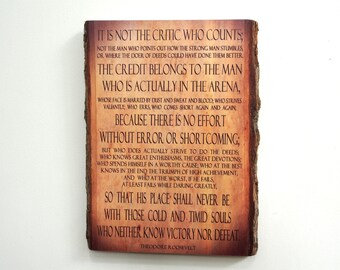 IT IS NOT THE CRITIC WHO COUNTS;
NOT THE MAN WHO POINTS OUT HOW THE STRONG MAN STUMBLES,
OR WHERE THE DOER OF DEEDS COULD HAVE DONE THEM BETTER.
THE CREDIT BELONGS TO THE MAN
WHO IS ACTUALLY IN THE ARENA,
WHOSE FACE IS MARRED BY DUST AND SWEAT AND BLOOD; WHO STRIVES
VALIANTLY; WHO ERRS, WHO COMES SHORT AGAIN AND AGAIN,
BECAUSE THERE IS NO EFFORT
WITHOUT ERROR OR SHORTCOMING;
BUT WHO DOES ACTUALLY STRIVE TO DO THE DEEDS;
WHO KNOWS GREAT ENTHUSIASMS, THE GREAT DEVOTIONS;
WHO SPENDS HIMSELF IN A WORTHY CAUSE; WHO AT THE BEST
KNOWS IN THE END THE TRIUMPH OF HIGH ACHIEVEMENT,
AND WHO AT THE WORST, IF HE FAILS,
AT LEAST FAILS WHILE DARING GREATLY,
SO THAT HIS PLACE SHALL NEVER BE
WITH THOSE COLD AND TIMID SOULS
WHO NEITHER KNOW VICTORY NOR DEFEAT.
THEODORE ROOSEVELT